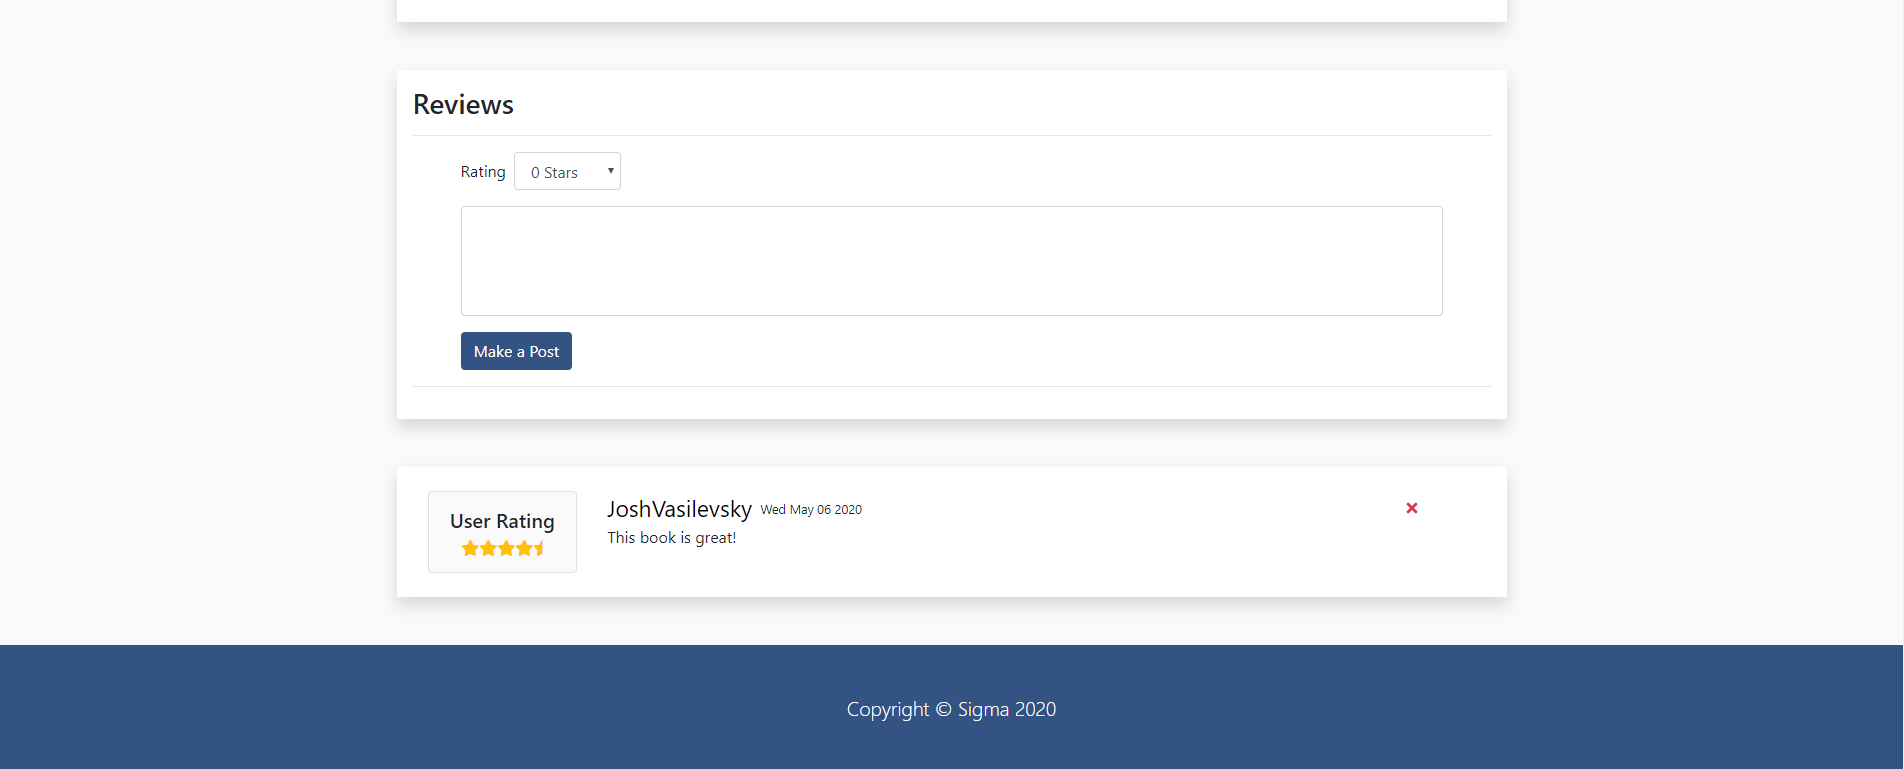 Reviews
Rating 0 Stars
Make a Post
User Rating
JoshVasilevsky Wed May 06 2020
This book is great!
Copyright © Sigma 2020